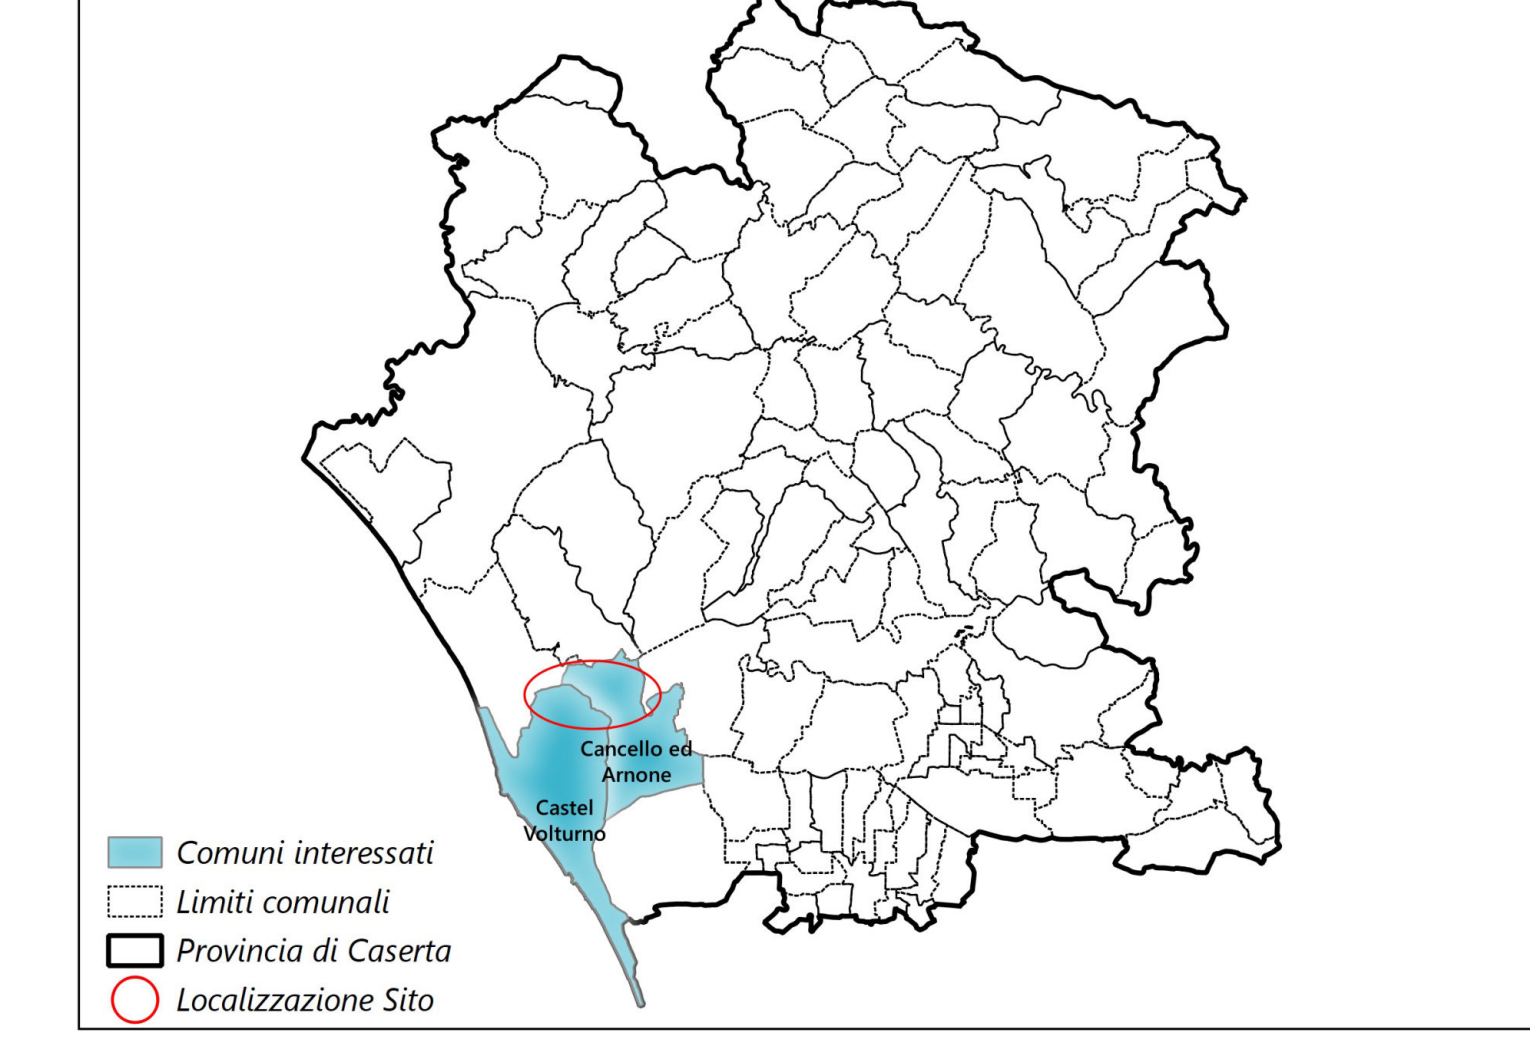 Cancello ed
Arnone
Castel
Volturno
Comuni interessati
Limiti comunali
Provincia di Caserta
Localizzazione Sito